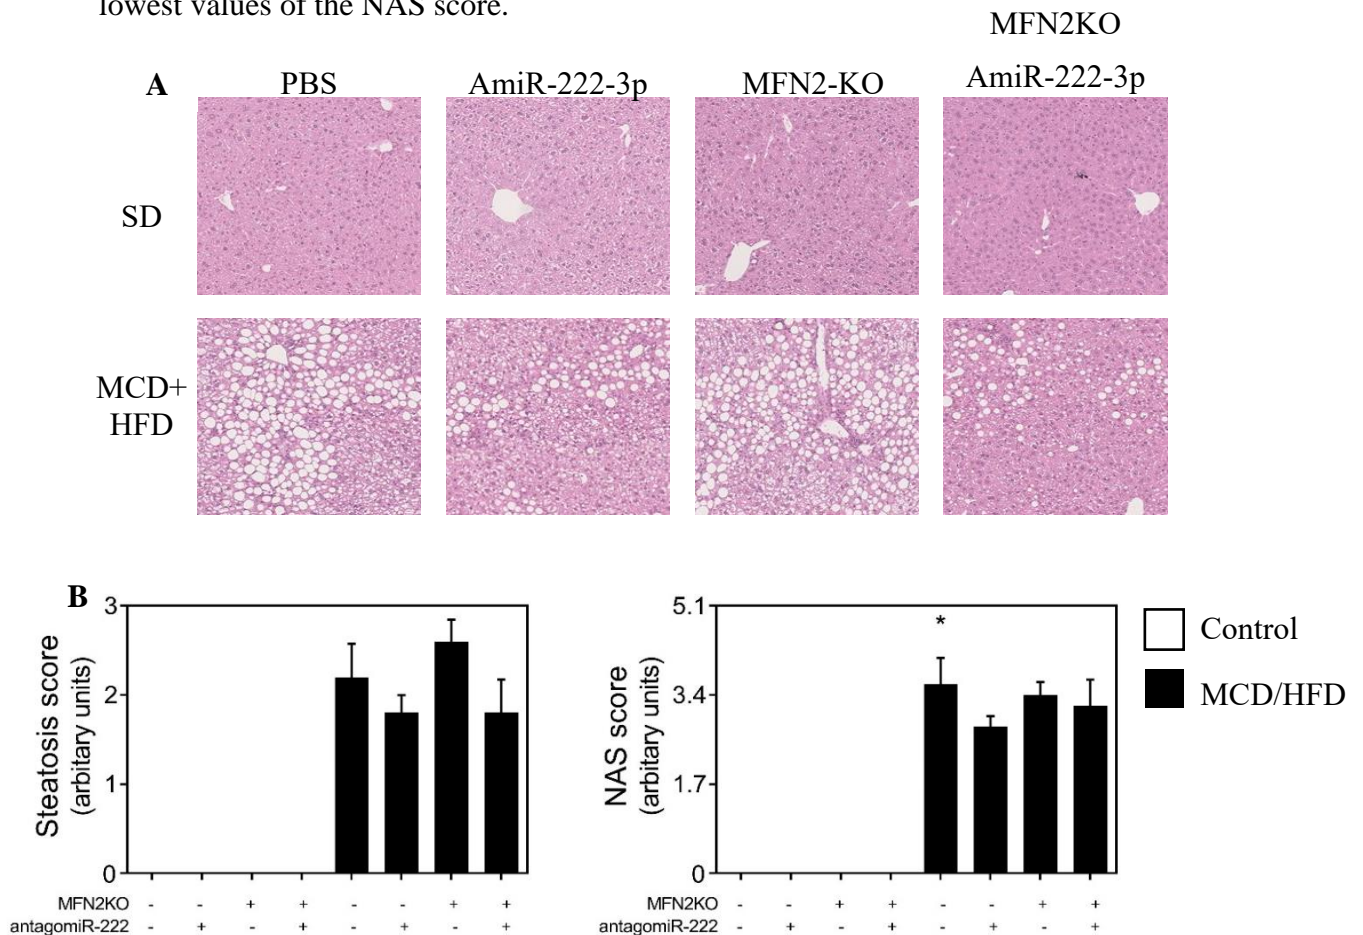 lowest values of the NAS score.
MFN2KO
A PBS AmiR-222-3p MFN2-KO AmiR-222-3p
SD
MCD+
HFD
B
3
2
1
0
Steatosis score
(arbitary units)
MFN2KO - - + + - - + +
antagomiR-222 - + - + - + - +
5.1
3.4
1.7
0
NAS score
(arbitary units)
*
MFN2KO - - + + - - + +
antagomiR-222 - + - + - + - +
Control
MCD/HFD